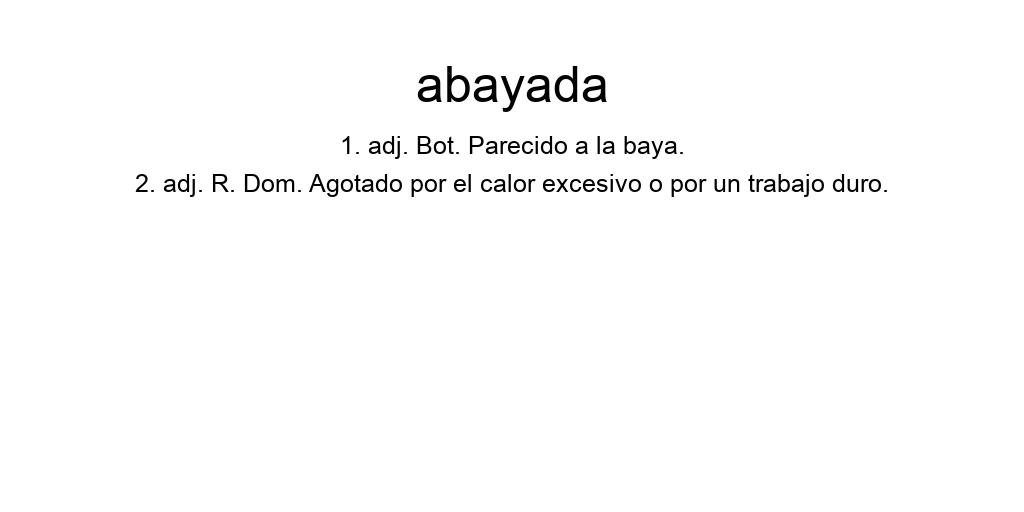 abayada
1. adj. Bot. Parecido a la baya.
2. adj. R. Dom. Agotado por el calor excesivo o por un trabajo duro.